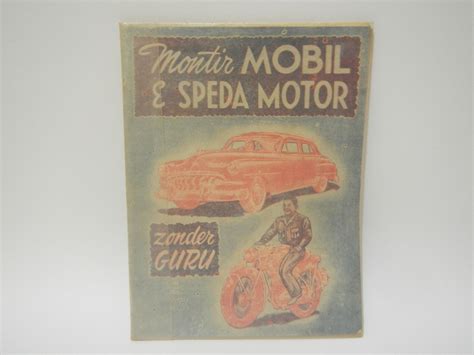 Montir MOBIL
& SPEDA MOTOR
zonder
GURU